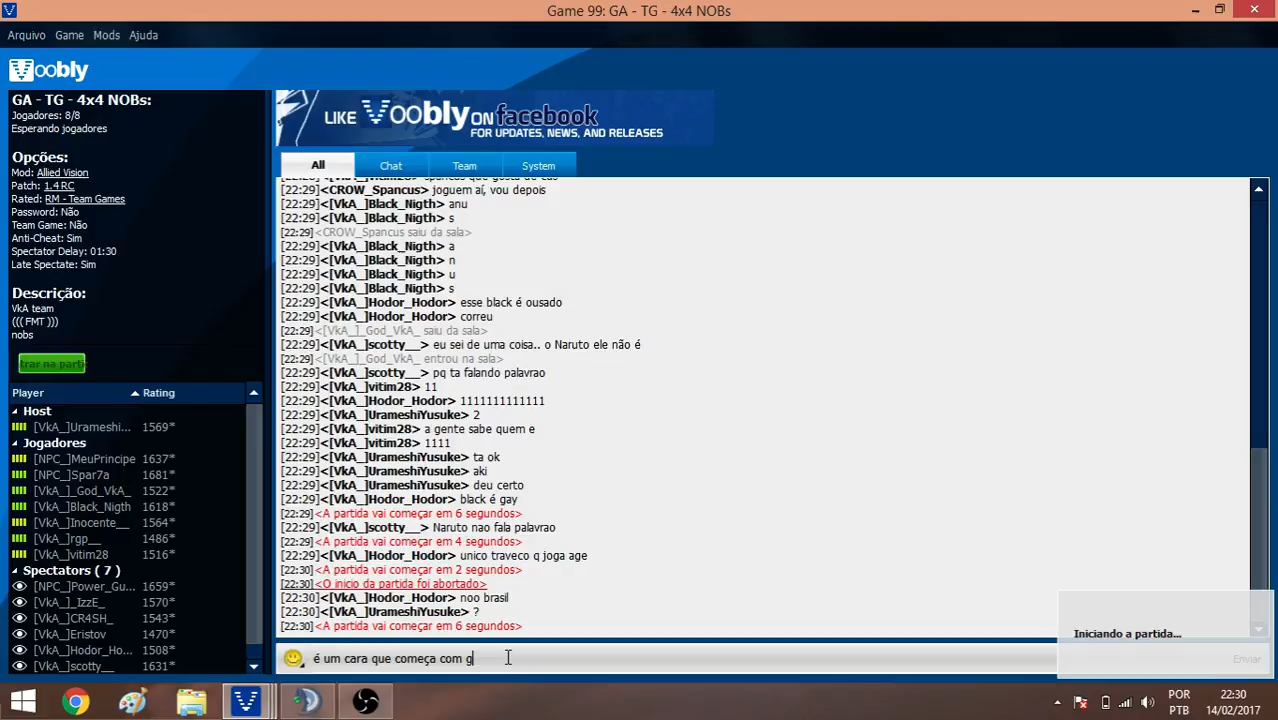 Game 99: GA - TG - 4x4 NOBs
Arquivo Game Mods Ajuda
Voobly
GA - TG - 4x4 NOBs:
Jogadores: 8/8
Esperando jogadores
Opções:
Mod: Allied Vision
Patch: 1.4 RC
Rated: RM - Team Games
Password: Não
Team Game: Não
Anti-Cheat: Sim
Spectator Delay: 01:30
Late Spectate: Sim
Descrição:
VkA team
((( FMT )))
nobs
trar na parti
Player Rating
Host
[VkA_]Urameshi... 1569*
Jogadores
[NPC_]MeuPrincipe 1637*
[NPC_]Spar7a 1681*
[VkA_]_God_VkA_ 1522*
[VkA_]Black_Nigth 1618*
[VkA_]Inocente__ 1564*
[VkA_]rgp__ 1486*
[VkA_]vitim28 1516*
Spectators ( 7 )
[NPC_]Power_Gu... 1659*
[VkA_]_IzzE_ 1570*
[VkA_]CR4SH_ 1543*
[VkA_]Eristov 1470*
[VkA_]Hodor_Ho... 1650*
[VkA_]scotty__ 1631*
LIKE Voobly ON facebook
FOR UPDATES, NEWS, AND RELEASES
All Chat Team System
[22:29]<CROW_Spancus> joguem aí, vou depois
[22:29]<[VkA_]Black_Nigth> anu
[22:29]<[VkA_]Black_Nigth> s
[22:29]<CROW_Spancus saiu da sala>
[22:29]<[VkA_]Black_Nigth> a
[22:29]<[VkA_]Black_Nigth> n
[22:29]<[VkA_]Black_Nigth> u
[22:29]<[VkA_]Black_Nigth> s
[22:29]<[VkA_]Hodor_Hodor> esse black é ousado
[22:29]<[VkA_]Hodor_Hodor> correu
[22:29]<[VkA_]_God_VkA_ saiu da sala>
[22:29]<[VkA_]scotty__> eu sei de uma coisa.. o Naruto ele não é
[22:29]<[VkA_]_God_VkA_ entrou na sala>
[22:29]<[VkA_]scotty__> pq ta falando palavrao
[22:29]<[VkA_]vitim28> 11
[22:29]<[VkA_]Hodor_Hodor> 1111111111111
[22:29]<[VkA_]UrameshiYusuke> 2
[22:29]<[VkA_]vitim28> a gente sabe quem e
[22:29]<[VkA_]vitim28> 1111
[22:29]<[VkA_]UrameshiYusuke> ta ok
[22:29]<[VkA_]UrameshiYusuke> aki
[22:29]<[VkA_]UrameshiYusuke> deu certo
[22:29]<[VkA_]Hodor_Hodor> black é gay
[22:29]<A partida vai começar em 6 segundos>
[22:29]<[VkA_]scotty__> Naruto nao fala palavrao
[22:29]<A partida vai começar em 4 segundos>
[22:29]<[VkA_]Hodor_Hodor> unico traveco q joga age
[22:30]<A partida vai começar em 2 segundos>
[22:30]<O inicio da partida foi abortado>
[22:30]<[VkA_]Hodor_Hodor> noo brasil
[22:30]<[VkA_]UrameshiYusuke> ?
[22:30]<A partida vai começar em 6 segundos>
Iniciando a partida...
é um cara que começa com g
Enviar
POR
PTB
22:30
14/02/2017